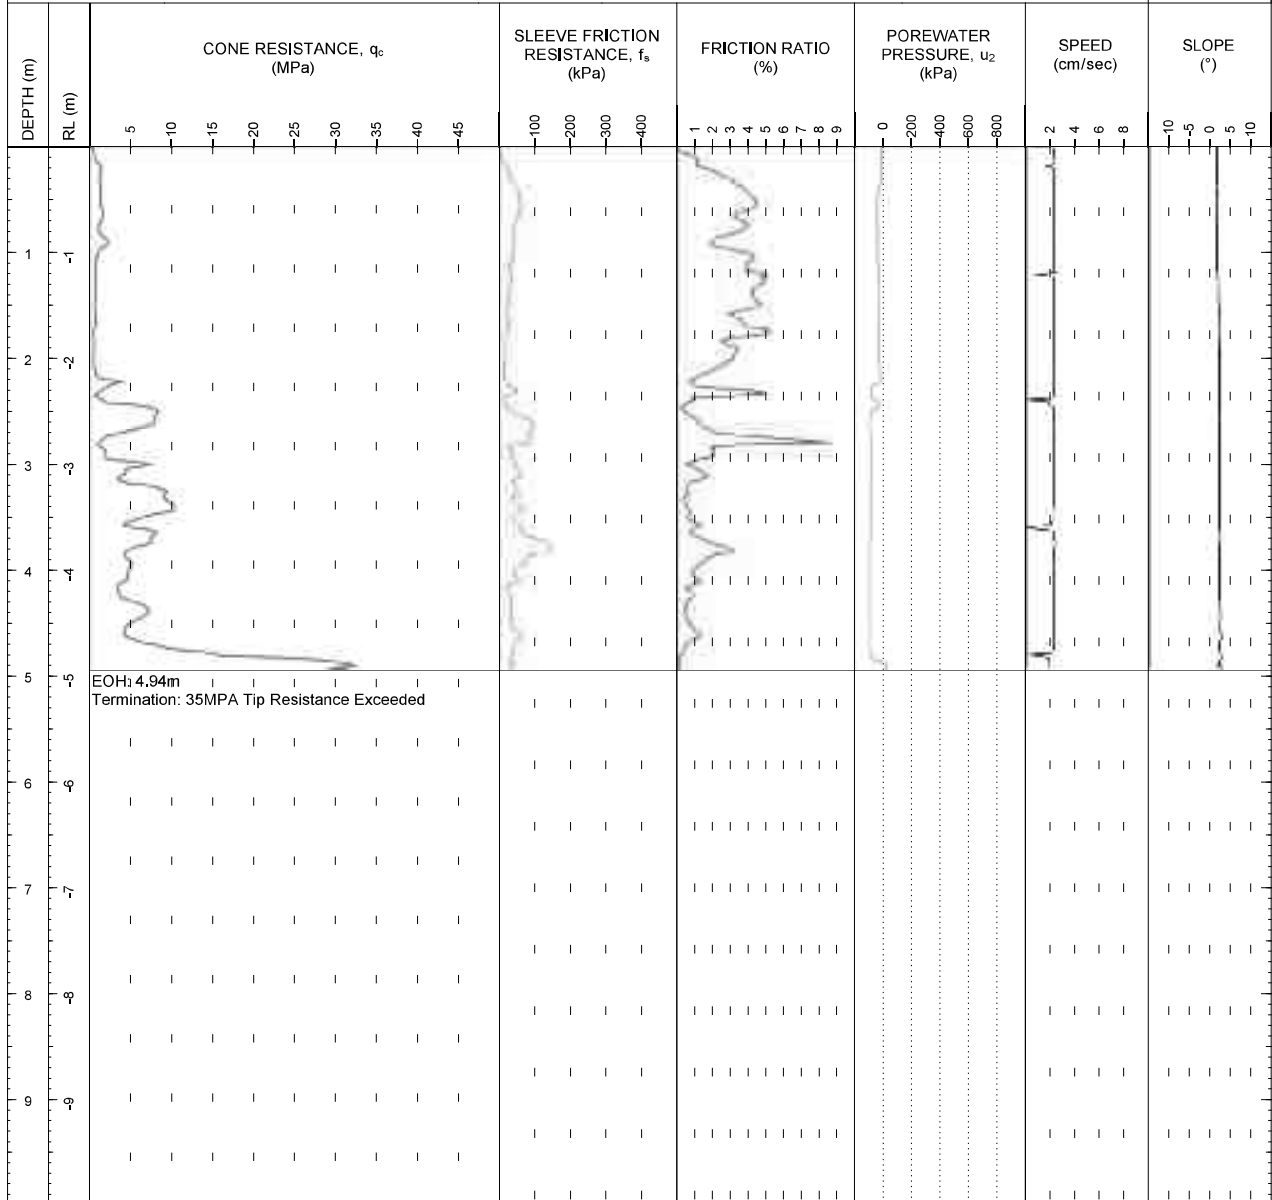 DEPTH (m)
RL (m)
CONE RESISTANCE, qc
(MPa)
SLEEVE FRICTION
RESISTANCE, fs
(kPa)
FRICTION RATIO
(%)
POREWATER
PRESSURE, u2
(kPa)
SPEED
(cm/sec)
SLOPE
(°)
5 10 15 20 25 30 35 40 45
100 200 300 400
1 2 3 4 5 6 7 8 9
0 200 400 600 800
2 4 6 8
-10 -5 0 5 10
1 -1
2 -2
3 -3
4 -4
5 -5
EOH: 4.94m
Termination: 35MPA Tip Resistance Exceeded
6 -6
7 -7
8 -8
9 -9